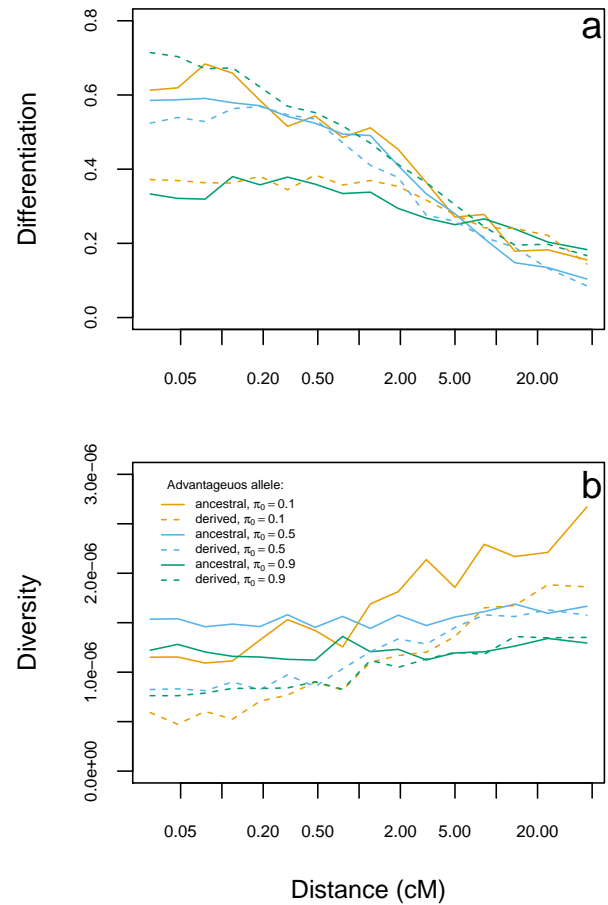 a
0.8
0.6
0.4
0.2
0.0
Differentiation
0.05 0.20 0.50 2.00 5.00 20.00
b
3.0e−06
2.0e−06
1.0e−06
0.0e+00
Diversity
Advantageuos allele:
ancestral, π0 = 0.1
derived, π0 = 0.1
ancestral, π0 = 0.5
derived, π0 = 0.5
ancestral, π0 = 0.9
derived, π0 = 0.9
0.05 0.20 0.50 2.00 5.00 20.00
Distance (cM)